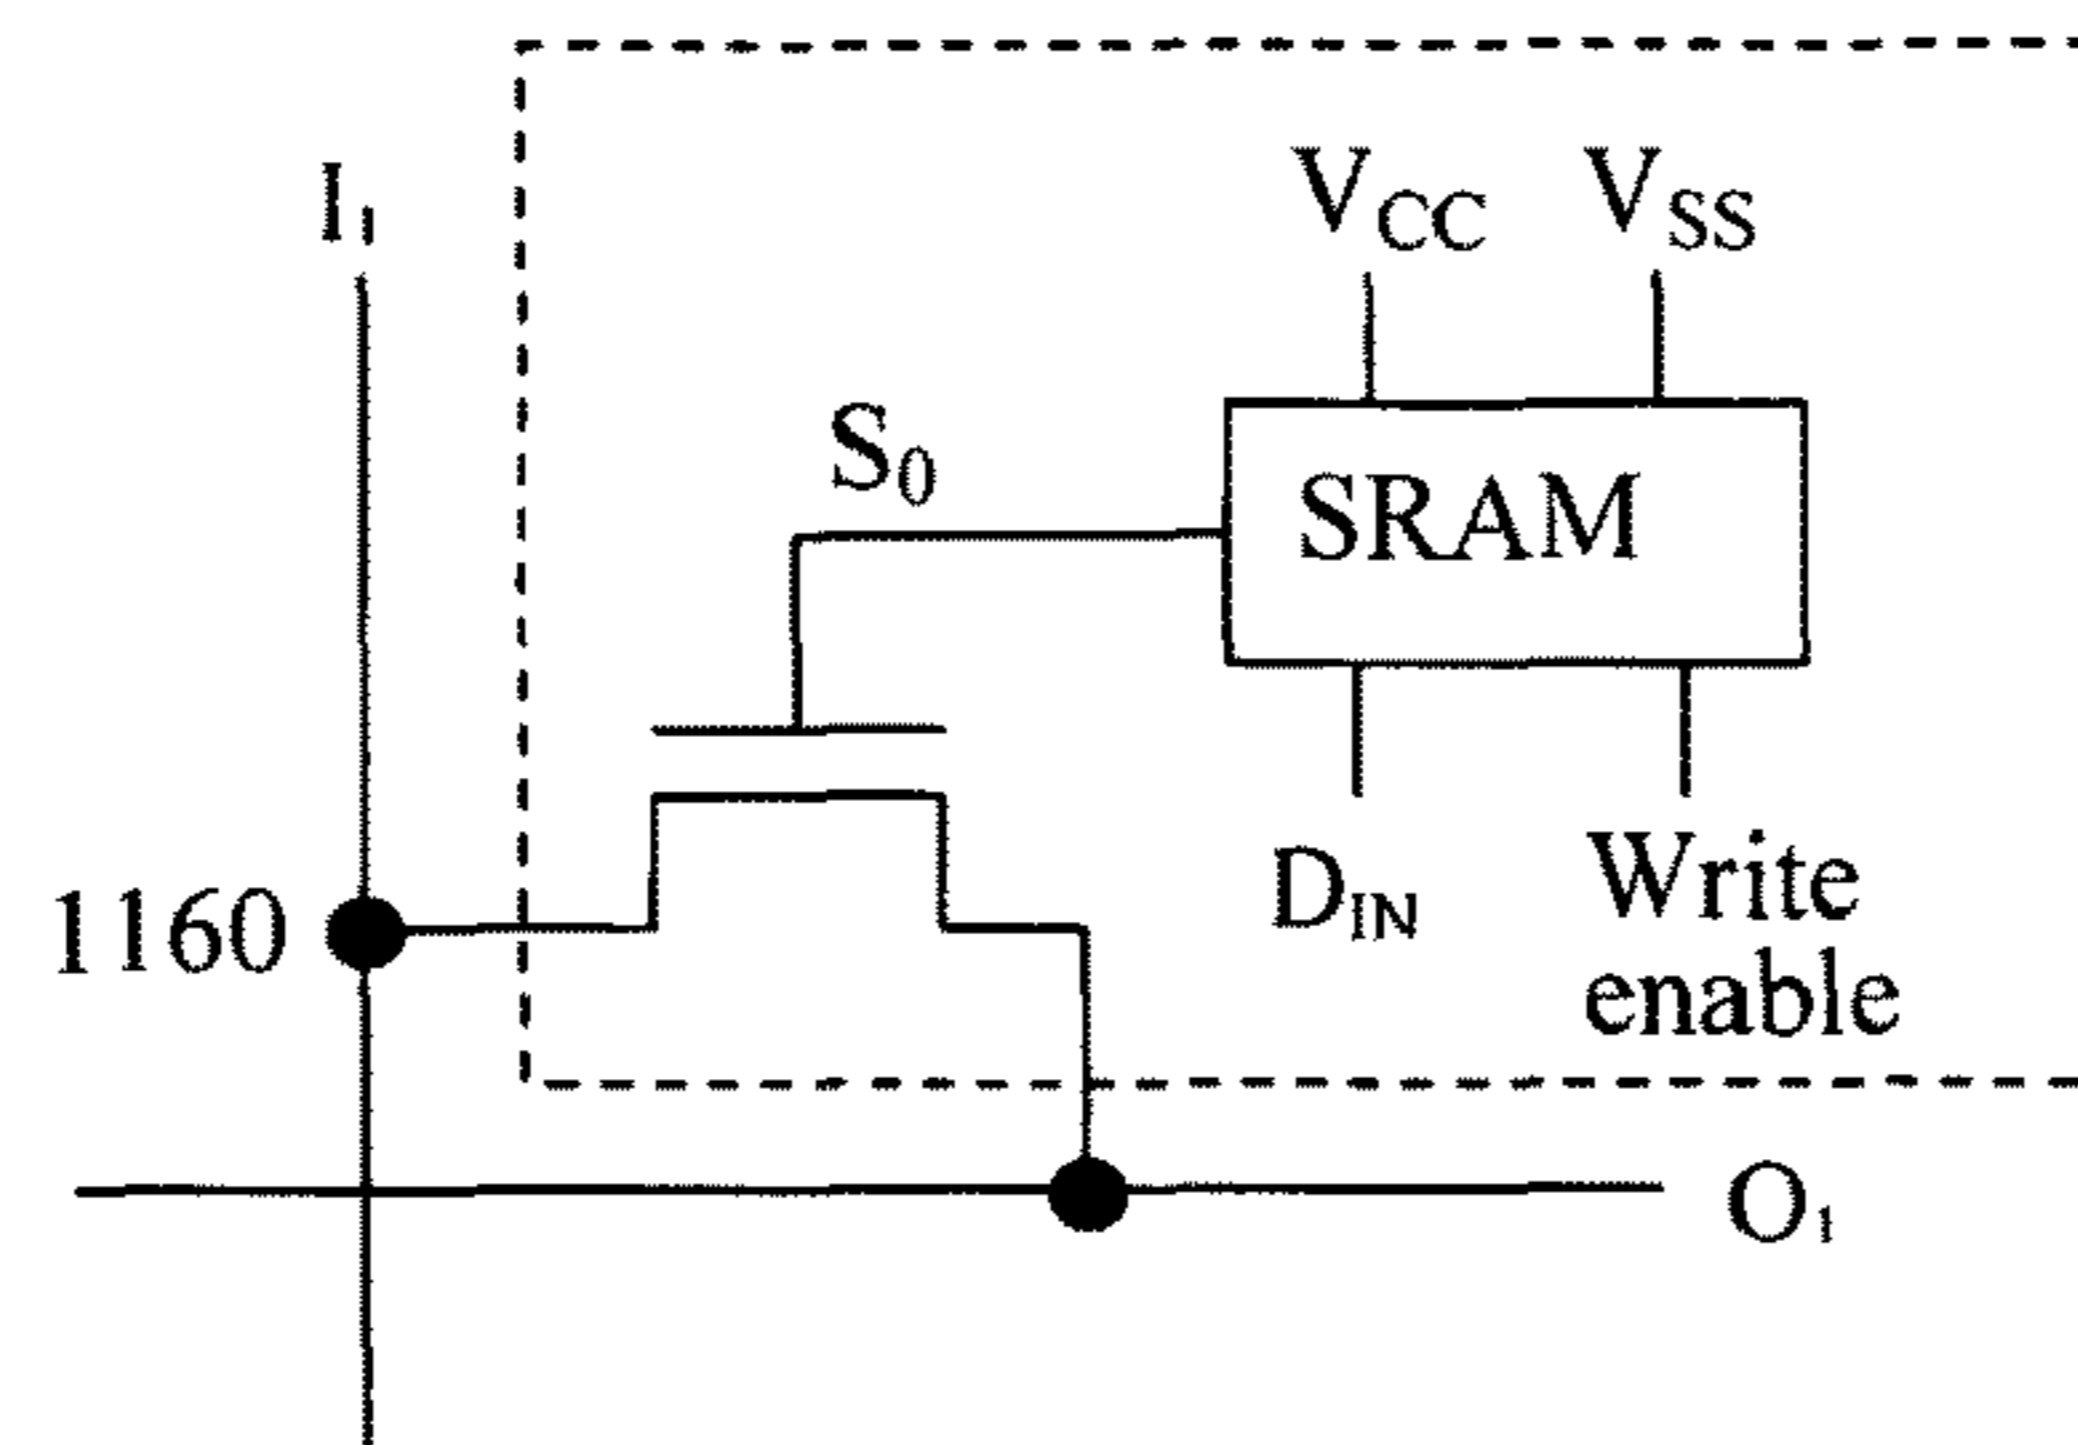 I1
VCC VSS
S0
SRAM
1160
DIN
Write
enable
O1